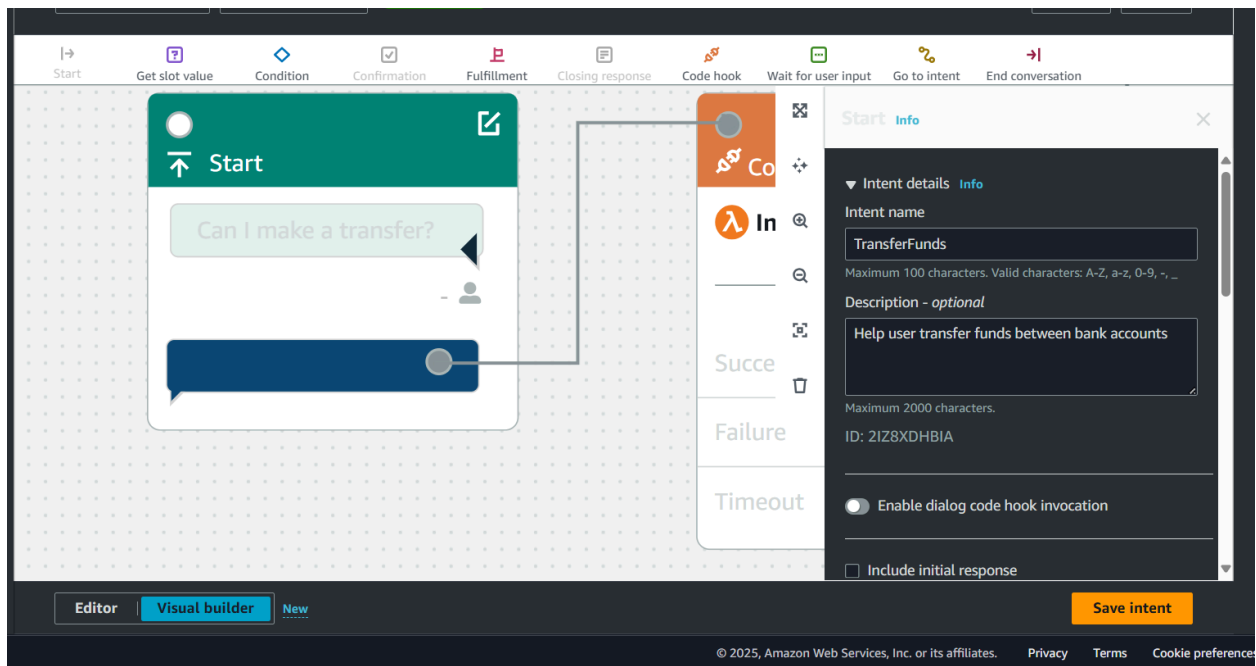 Start
Get slot value
Condition
Confirmation
Fulfillment
Closing response
Code hook
Wait for user input
Go to intent
End conversation
Start
Can I make a transfer?
-
Co
In
Succe
Failure
Timeout
Start Info
Intent details Info
Intent name
TransferFunds
Maximum 100 characters. Valid characters: A-Z, a-z, 0-9, -, _
Description - optional
Help user transfer funds between bank accounts
Maximum 2000 characters.
ID: 2IZ8XDHBIA
Enable dialog code hook invocation
Include initial response
Editor
Visual builder
New
Save intent
© 2025, Amazon Web Services, Inc. or its affiliates. Privacy Terms Cookie preferences